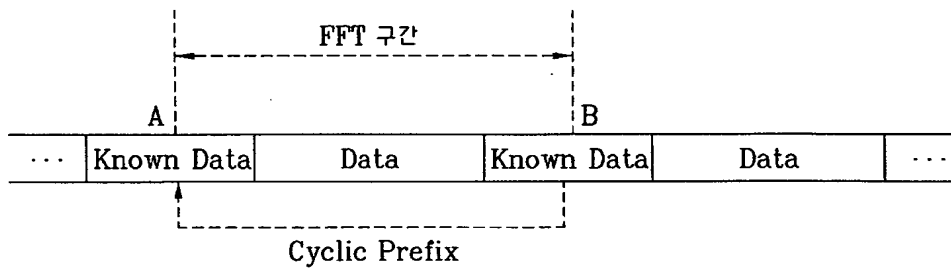 FFT 구간
A B
··· Known Data Data Known Data Data ···
Cyclic Prefix